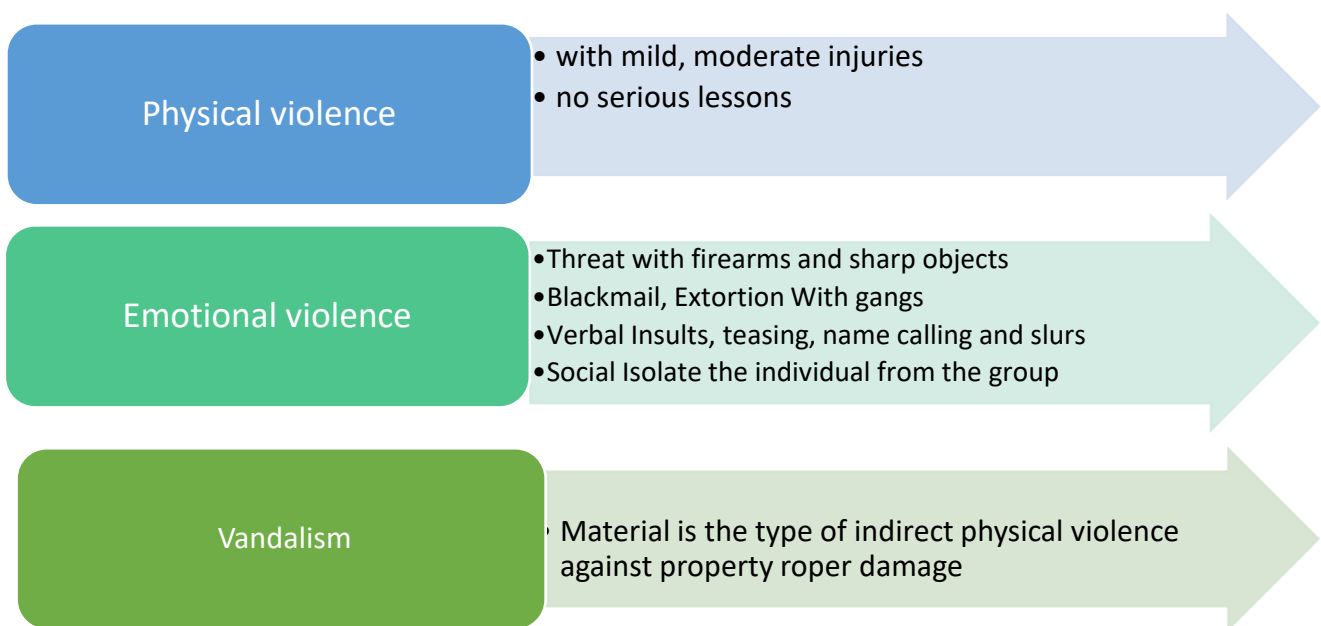 Physical violence
• with mild, moderate injuries
• no serious lessons
Emotional violence
•Threat with firearms and sharp objects
•Blackmail, Extortion With gangs
•Verbal Insults, teasing, name calling and slurs
•Social Isolate the individual from the group
Vandalism
• Material is the type of indirect physical violence
against property roper damage